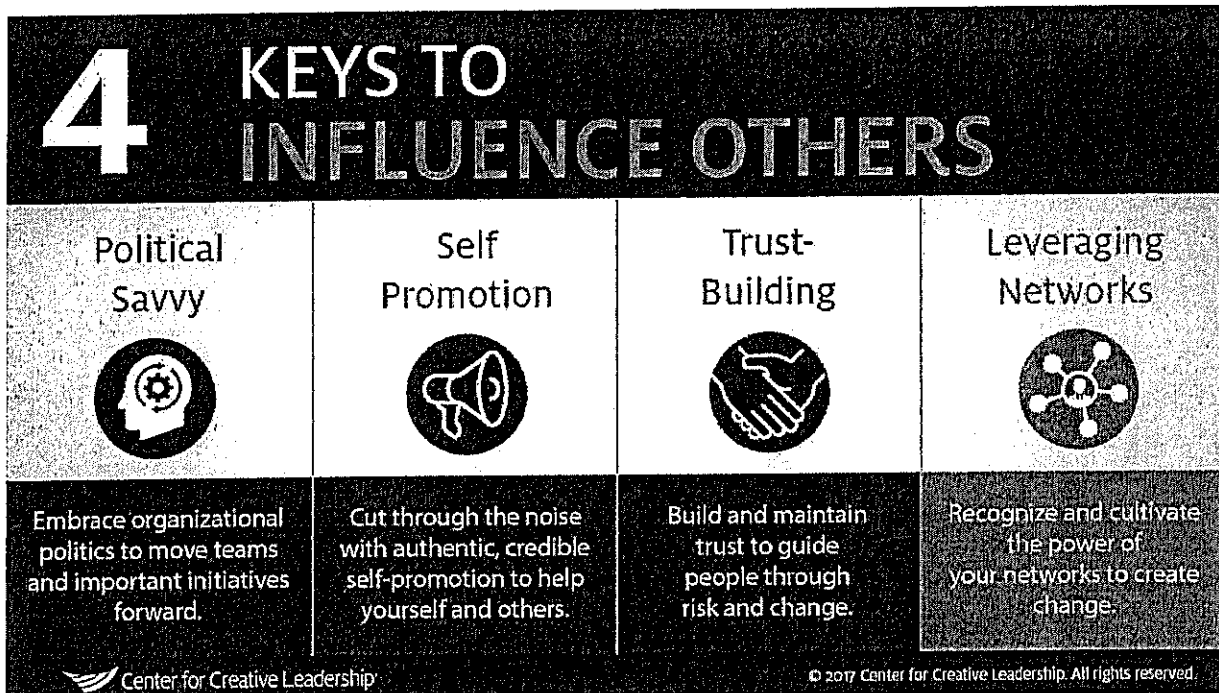 4 KEYS TO
INFLUENCE OTHERS
Political
Savvy
Embrace organizational
politics to move teams
and important initiatives
forward.
Self
Promotion
Cut through the noise
with authentic, credible
self-promotion to help
yourself and others.
Trust-
Building
Build and maintain
trust to guide
people through
risk and change.
Leveraging
Networks
Recognize and cultivate
the power of
your networks to create
change.
Center for Creative Leadership
© 2017 Center for Creative Leadership. All rights reserved.